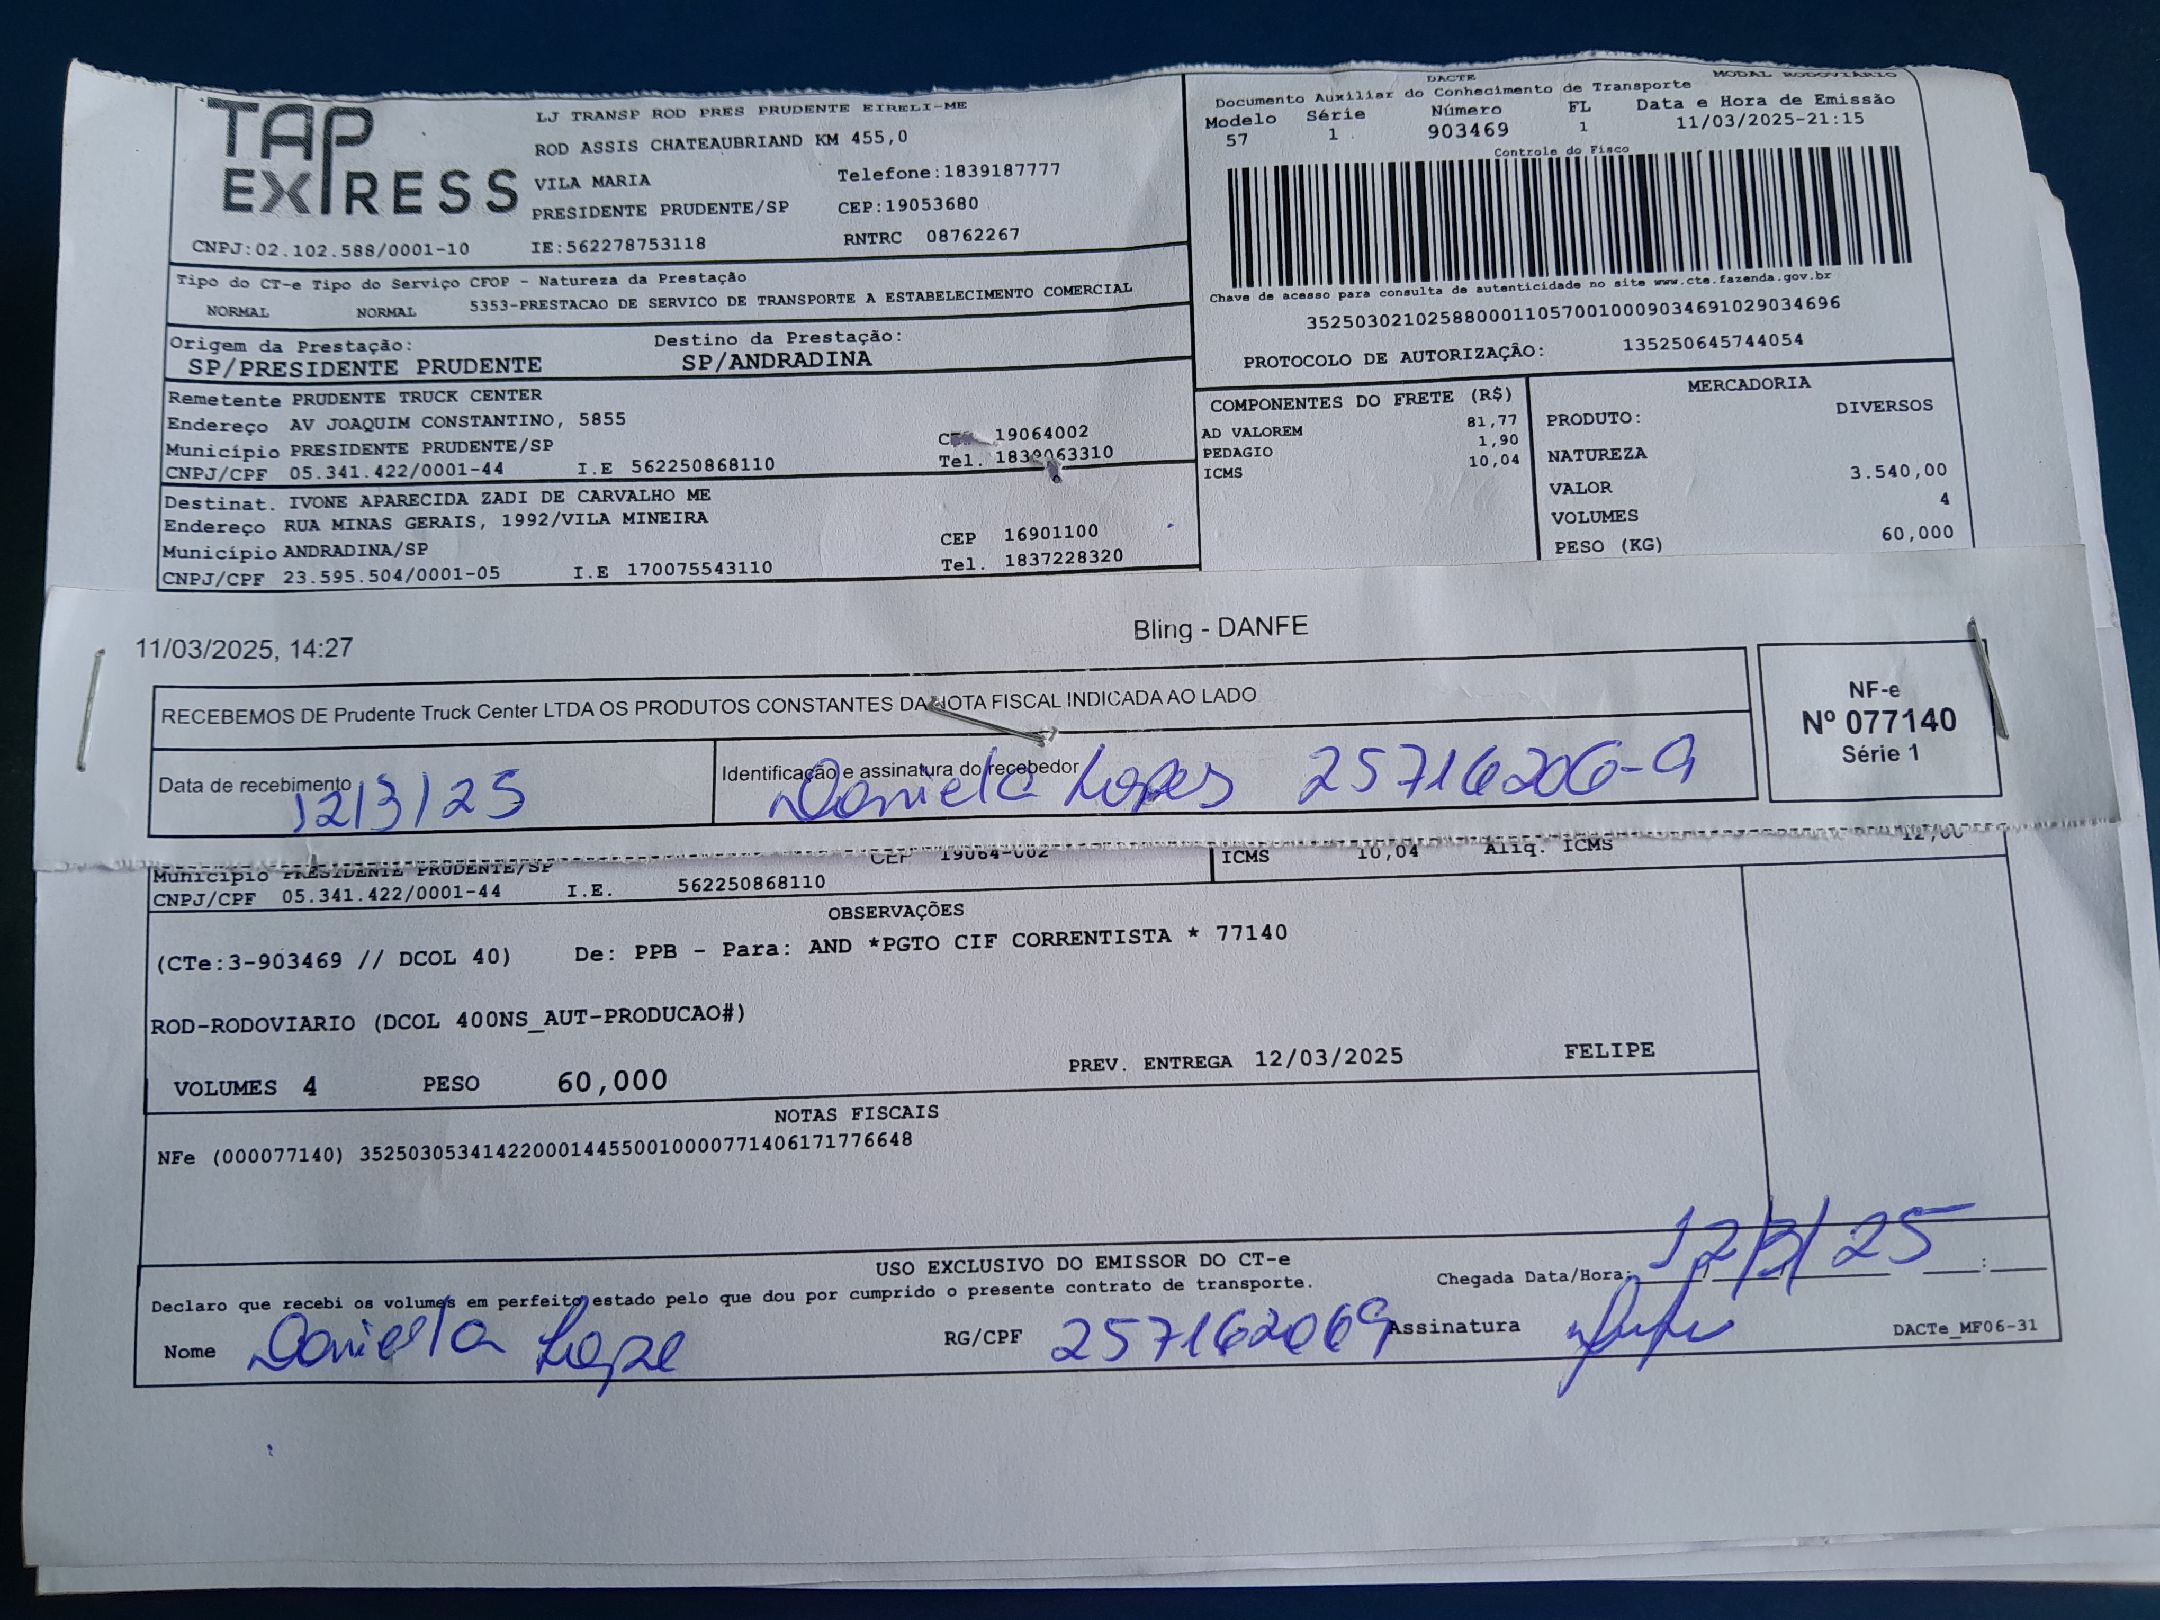 TAP
EXPRESS
LJ TRANSP ROD PRES PRUDENTE EIRELI-ME
ROD ASSIS CHATEAUBRIAND KM 455,0
VILA MARIA Telefone:1839187777
PRESIDENTE PRUDENTE/SP CEP:19053680
CNPJ:02.102.588/0001-10 IE:562278753118 RNTRC 08762267
DACTE MODAL RODOVIÁRIO
Documento Auxiliar do Conhecimento de Transporte
Modelo Série Número FL Data e Hora de Emissão
57 1 903469 1 11/03/2025-21:15
Controle do Fisco
Chave de acesso para consulta de autenticidade no site www.cte.fazenda.gov.br
35250302102588000110570010009034691029034696
PROTOCOLO DE AUTORIZAÇÃO: 135250645744054
Tipo do CT-e Tipo do Serviço CFOP - Natureza da Prestação
NORMAL NORMAL 5353-PRESTACAO DE SERVICO DE TRANSPORTE A ESTABELECIMENTO COMERCIAL
Origem da Prestação: Destino da Prestação:
SP/PRESIDENTE PRUDENTE SP/ANDRADINA
Remetente PRUDENTE TRUCK CENTER
Endereço AV JOAQUIM CONSTANTINO, 5855
Município PRESIDENTE PRUDENTE/SP 19064002
CNPJ/CPF 05.341.422/0001-44 I.E 562250868110 Tel.
Destinat. IVONE APARECIDA ZADI DE CARVALHO ME
Endereço RUA MINAS GERAIS, 1992/VILA MINEIRA
Município ANDRADINA/SP CEP 16901100
CNPJ/CPF 23.595.504/0001-05 I.E 170075543110 Tel. 1837228320
COMPONENTES DO FRETE (R$)
AD VALOREM 81,77
PEDAGIO 1,90
ICMS 10,04
MERCADORIA
PRODUTO: DIVERSOS
NATUREZA
VALOR 3.540,00
VOLUMES 4
PESO (KG) 60,000
11/03/2025, 14:27 Bling - DANFE
RECEBEMOS DE Prudente Truck Center LTDA OS PRODUTOS CONSTANTES DA NOTA FISCAL INDICADA AO LADO
NF-e
Nº 077140
Série 1
Data de recebimento Identificação e assinatura do recebedor
12/3/25 Daniela Lopes 25716206-9
Município PRESIDENTE PRUDENTE/SP CEP 19064-002 ICMS 10,04 Aliq. ICMS 12,00
CNPJ/CPF 05.341.422/0001-44 I.E. 562250868110
OBSERVAÇÕES
(CTe:3-903469 // DCOL 40) De: PPB - Para: AND *PGTO CIF CORRENTISTA * 77140
ROD-RODOVIARIO (DCOL 400NS_AUT-PRODUCAO#)
VOLUMES 4 PESO 60,000 PREV. ENTREGA 12/03/2025 FELIPE
NOTAS FISCAIS
NFe (000077140) 35250305341422000144550010000771406171776648
USO EXCLUSIVO DO EMISSOR DO CT-e
Declaro que recebi os volumes em perfeito estado pelo que dou por cumprido o presente contrato de transporte.
Chegada Data/Hora: 12/3/25
Nome Daniela Lope RG/CPF 257162069 Assinatura DACTe_MF06-31